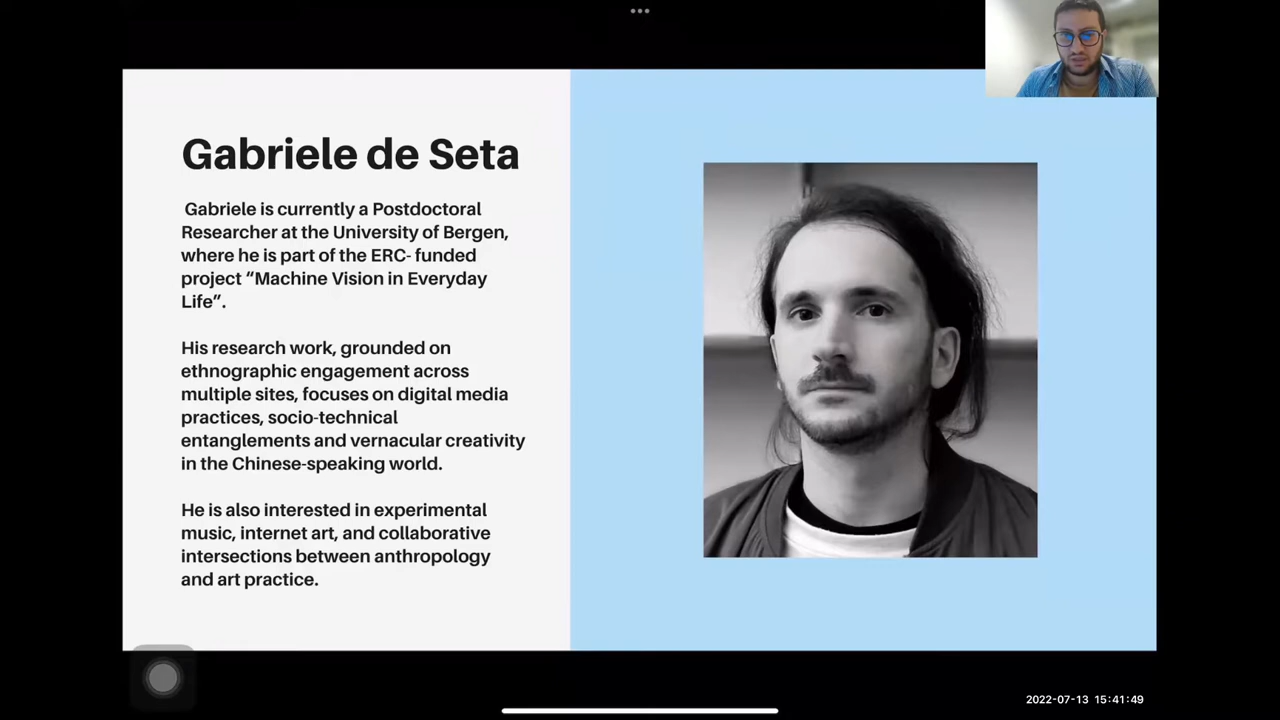 Gabriele de Seta
Gabriele is currently a Postdoctoral
Researcher at the University of Bergen,
where he is part of the ERC- funded
project “Machine Vision in Everyday
Life”.
His research work, grounded on
ethnographic engagement across
multiple sites, focuses on digital media
practices, socio-technical
entanglements and vernacular creativity
in the Chinese-speaking world.
He is also interested in experimental
music, internet art, and collaborative
intersections between anthropology
and art practice.
2022-07-13 15:41:49